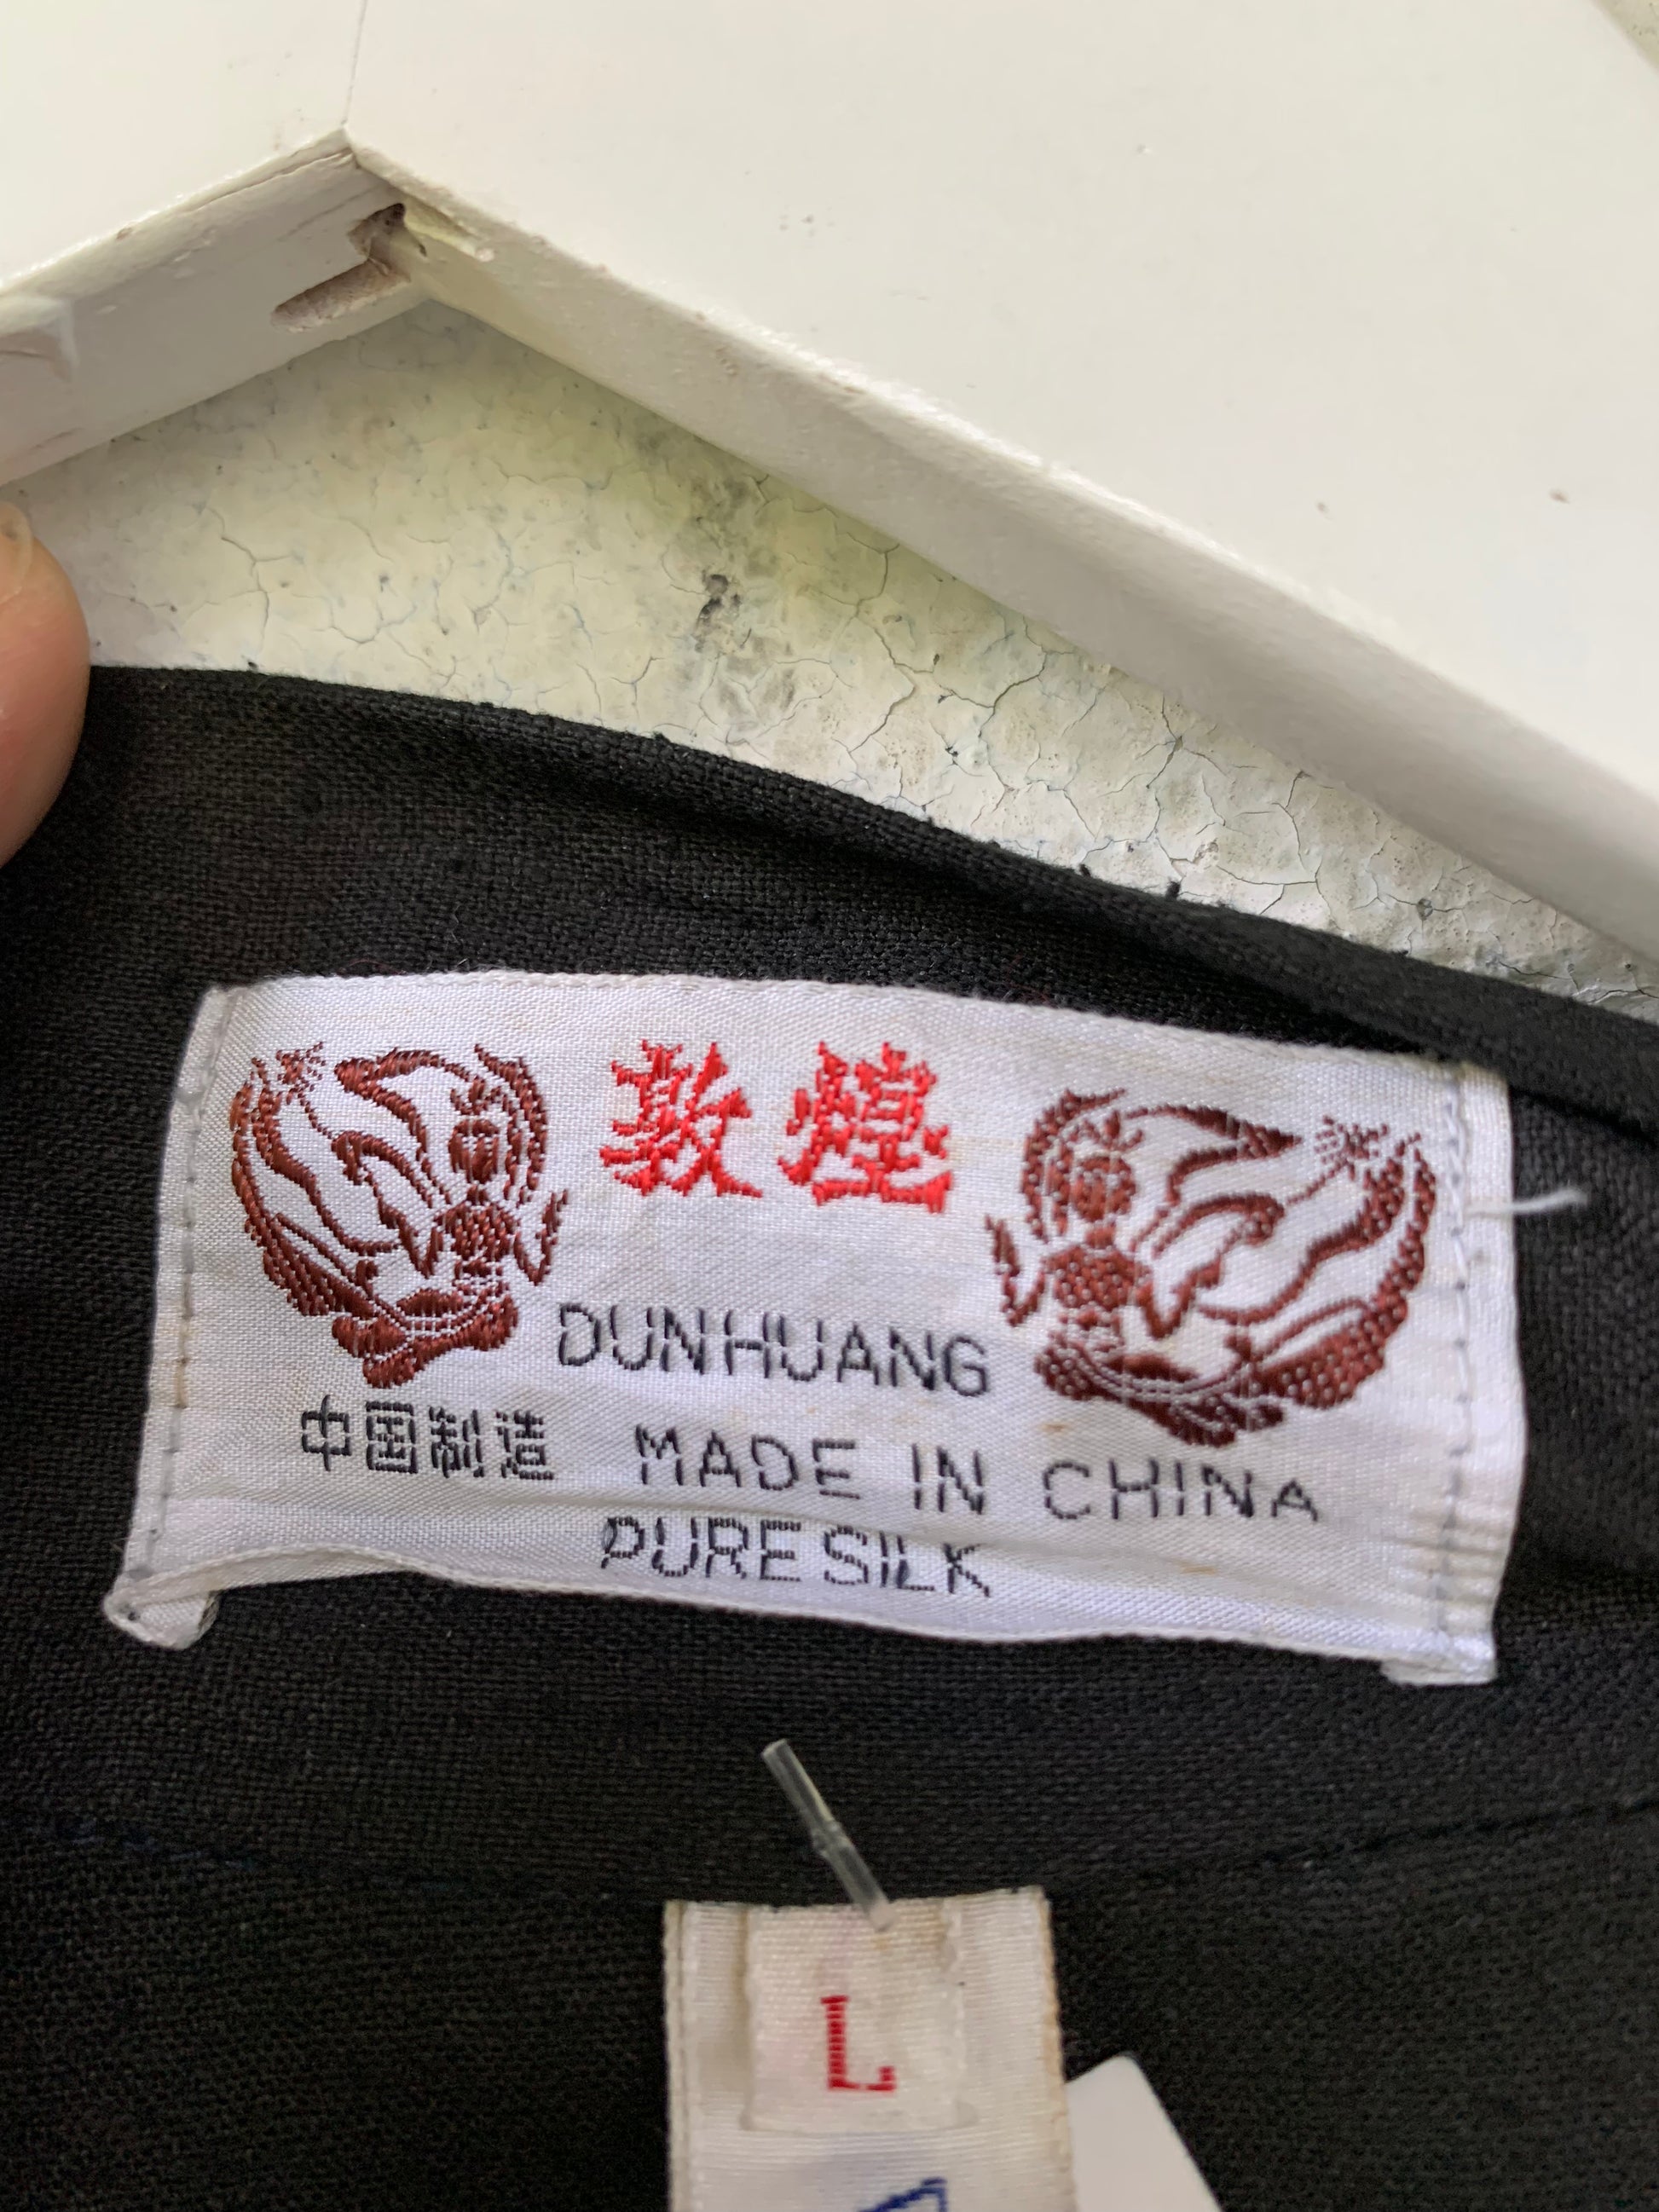 敦煌
DUNHUANG
中国制造 MADE IN CHINA
PURE SILK
L